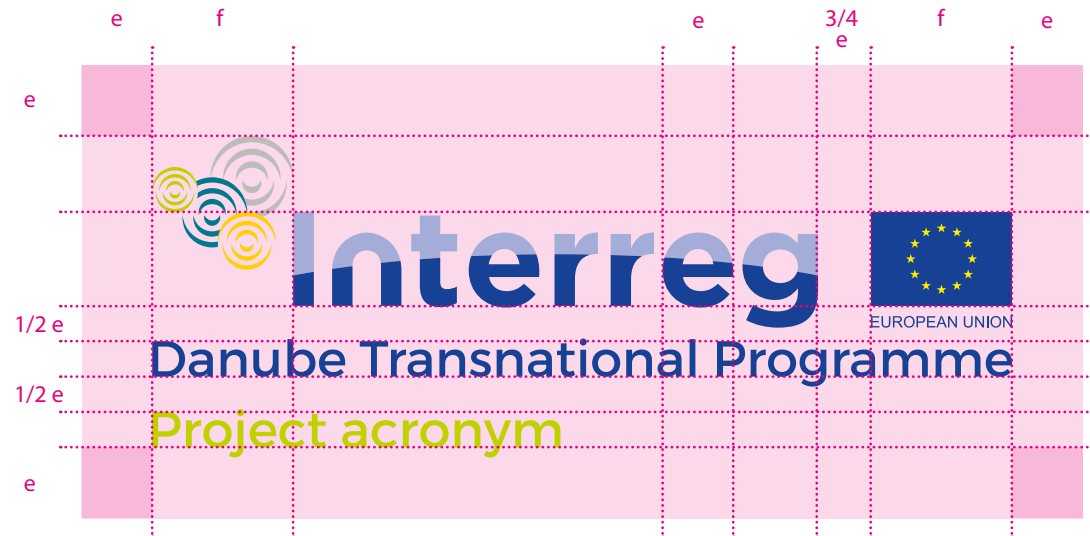 e f e 3/4 e f e
e
Interreg
EUROPEAN UNION
1/2 e
Danube Transnational Programme
1/2 e
Project acronym
e